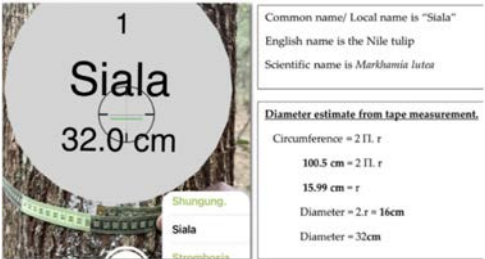 1
Siala
32.0 cm
Shungung.
Siala
Strombosia
Common name/ Local name is "Siala"
English name is the Nile tulip
Scientific name is Markhamia lutea
Diameter estimate from tape measurement.
Circumference = 2 Π. r
100.5 cm = 2 Π. r
15.99 cm = r
Diameter = 2.r = 16cm
Diameter = 32cm